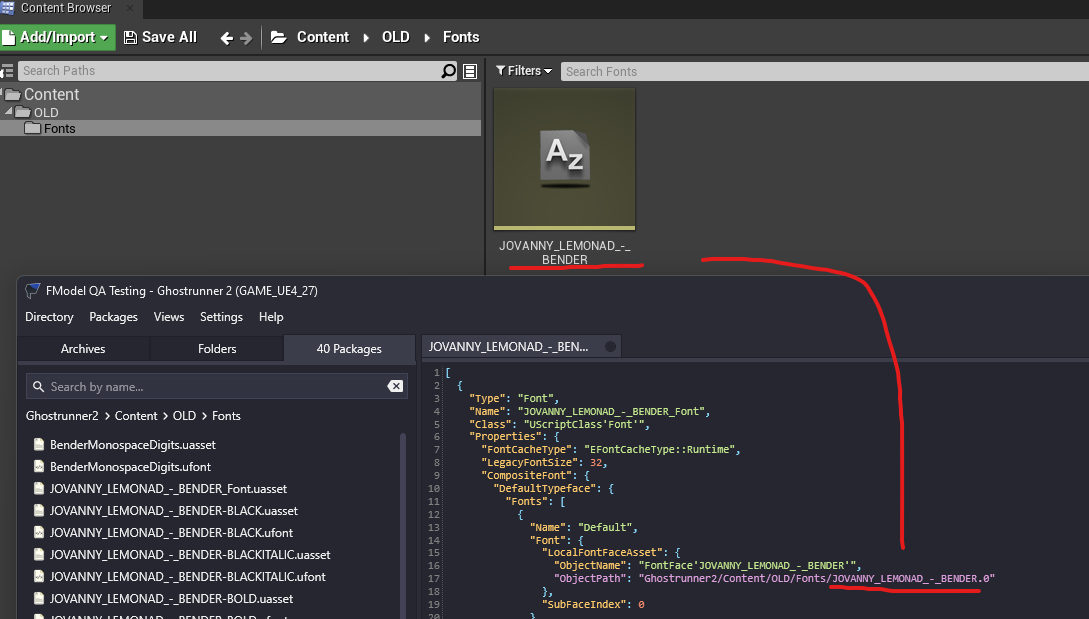 Content Browser
Add/Import
Save All
Content
OLD
Fonts
Search Paths
Filters
Search Fonts
Content
OLD
Fonts
Az
JOVANNY_LEMONAD_-_
BENDER
FModel QA Testing - Ghostrunner 2 (GAME_UE4_27)
Directory Packages Views Settings Help
Archives Folders 40 Packages
Search by name...
Ghostrunner2 > Content > OLD > Fonts
BenderMonospaceDigits.uasset
BenderMonospaceDigits.ufont
JOVANNY_LEMONAD_-_BENDER_Font.uasset
JOVANNY_LEMONAD_-_BENDER-BLACK.uasset
JOVANNY_LEMONAD_-_BENDER-BLACK.ufont
JOVANNY_LEMONAD_-_BENDER-BLACKITALIC.uasset
JOVANNY_LEMONAD_-_BENDER-BLACKITALIC.ufont
JOVANNY_LEMONAD_-_BENDER-BOLD.uasset
JOVANNY_LEMONAD_-_BENDER-BOLD.ufont
JOVANNY_LEMONAD_-_BEN...
1 [
2 {
3 "Type": "Font",
4 "Name": "JOVANNY_LEMONAD_-_BENDER_Font",
5 "Class": "UScriptClass'Font'",
6 "Properties": {
7 "FontCacheType": "EFontCacheType::Runtime",
8 "LegacyFontSize": 32,
9 "CompositeFont": {
10 "DefaultTypeface": {
11 "Fonts": [
12 {
13 "Name": "Default",
14 "Font": {
15 "LocalFontFaceAsset": {
16 "ObjectName": "FontFace'JOVANNY_LEMONAD_-_BENDER'",
17 "ObjectPath": "Ghostrunner2/Content/OLD/Fonts/JOVANNY_LEMONAD_-_BENDER.0"
18 },
19 "SubFaceIndex": 0
20 }